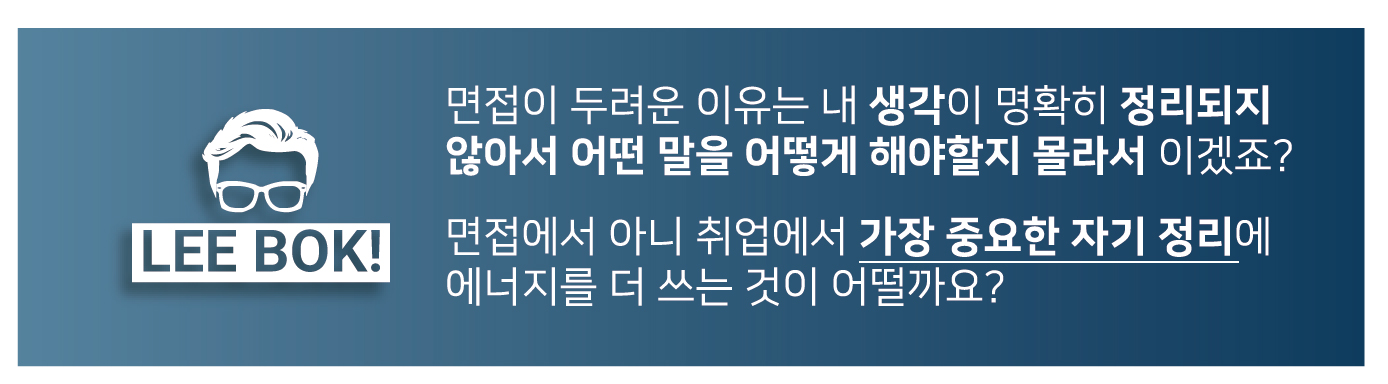 LEE BOK!
면접이 두려운 이유는 내 생각이 명확히 정리되지
않아서 어떤 말을 어떻게 해야할지 몰라서 이겠죠?
면접에서 아니 취업에서 가장 중요한 자기 정리에
에너지를 더 쓰는 것이 어떨까요?